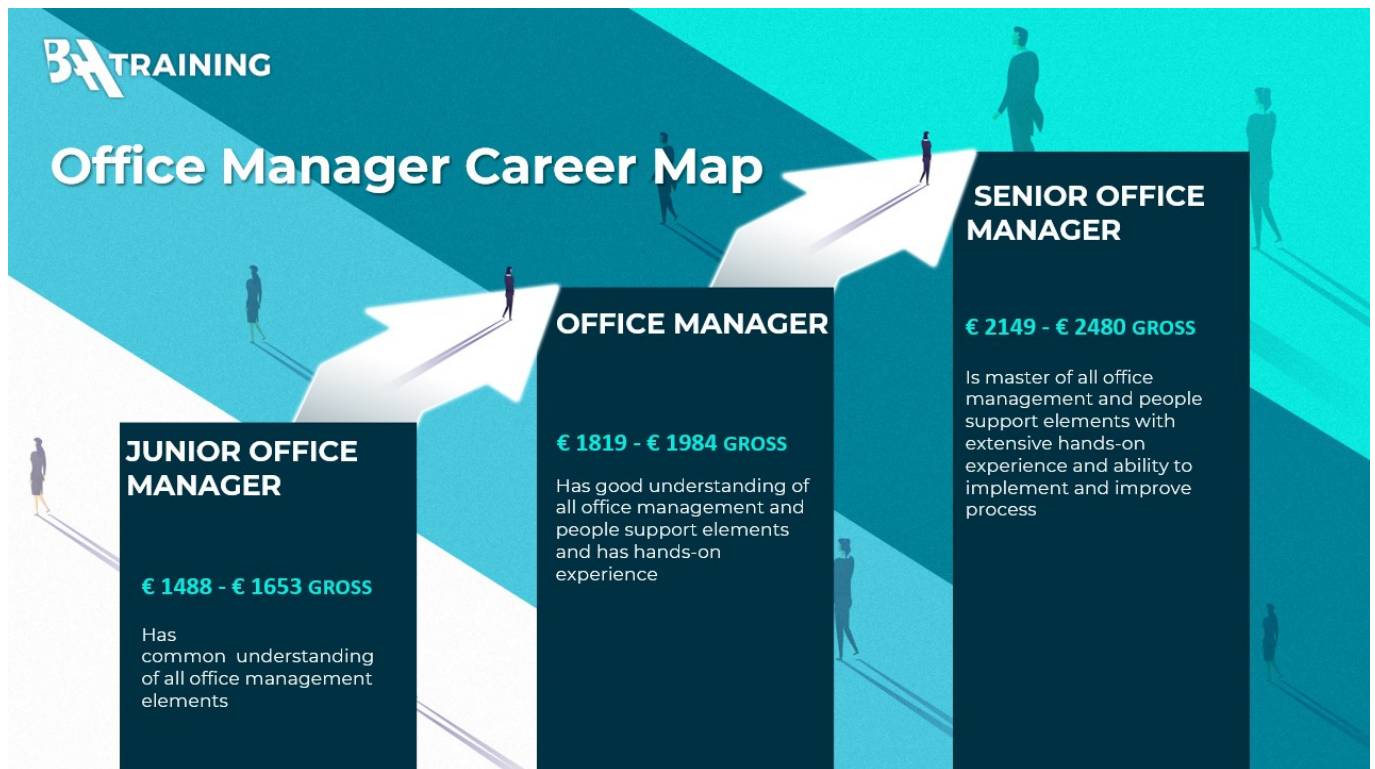 BAA TRAINING
Office Manager Career Map
JUNIOR OFFICE
MANAGER
€ 1488 - € 1653 GROSS
Has
common understanding
of all office management
elements
OFFICE MANAGER
€ 1819 - € 1984 GROSS
Has good understanding of
all office management and
people support elements
and has hands-on
experience
SENIOR OFFICE
MANAGER
€ 2149 - € 2480 GROSS
Is master of all office
management and people
support elements with
extensive hands-on
experience and ability to
implement and improve
process